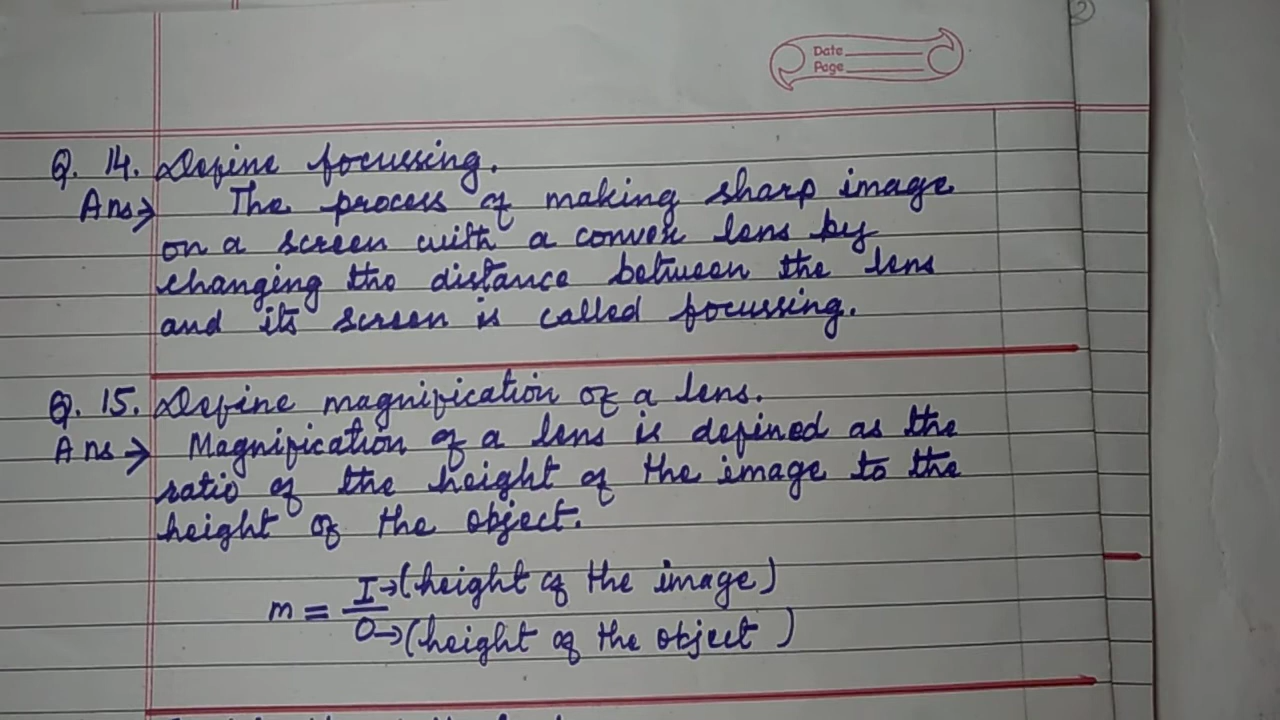 2
Date
Page
Q. 14. Define focussing.
Ans→ The process of making sharp image
on a screen with a convex lens by
changing the distance between the lens
and its screen is called focussing.
Q. 15. Define magnification of a lens.
Ans→ Magnification of a lens is defined as the
ratio of the height of the image to the
height of the object.
m = I→(height of the image)
O→(height of the object)